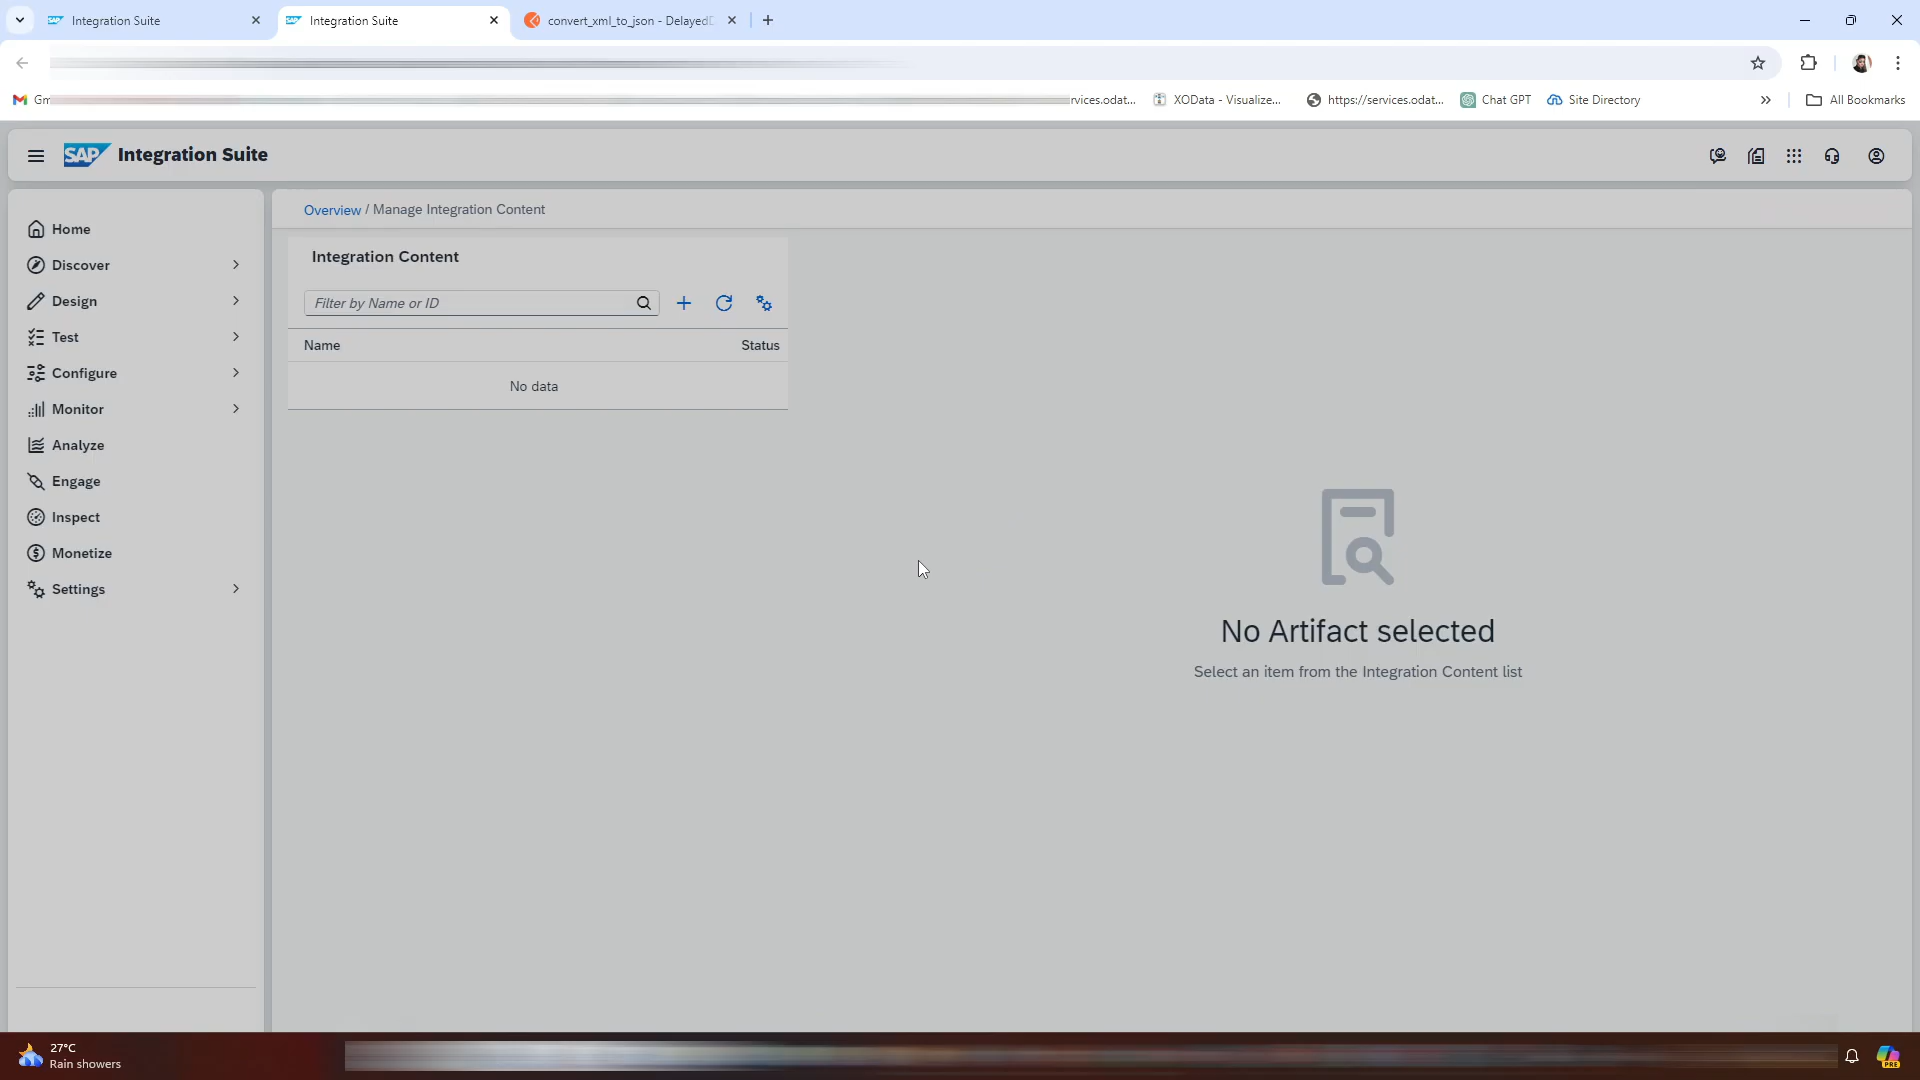 Integration Suite
Integration Suite
convert_xml_to_json - Delayed
Gm
rvices.odat...
XOData - Visualize...
https://services.odat...
Chat GPT
Site Directory
All Bookmarks
SAP Integration Suite
Home
Discover
Design
Test
Configure
Monitor
Analyze
Engage
Inspect
Monetize
Settings
Overview / Manage Integration Content
Integration Content
Filter by Name or ID
Name Status
No data
No Artifact selected
Select an item from the Integration Content list
27°C
Rain showers
PRE